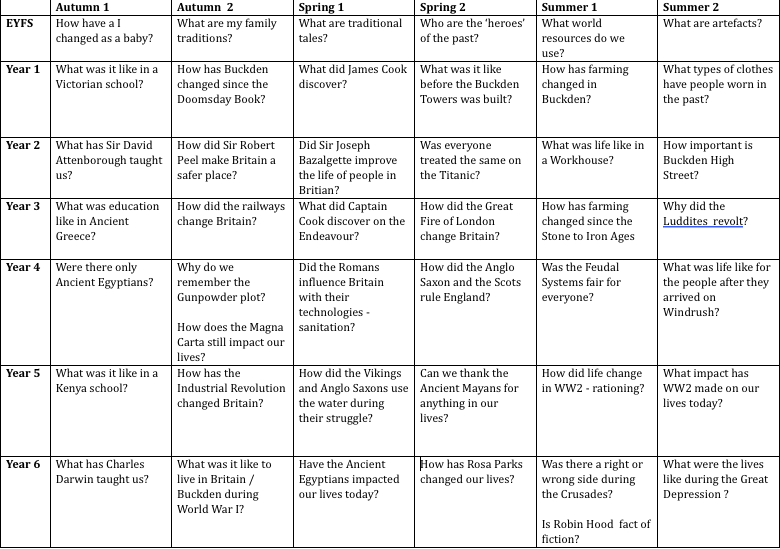 Autumn 1 Autumn  2 Spring 1 Spring 2 Summer 1 Summer 2
EYFS
How have a I
changed as a baby?
What are my family
traditions?
What are traditional
tales?
Who are the ‘heroes’
of the past?
What world
resources do we
use?
What are artefacts?
Year 1
What was it like in a
Victorian school?
How has Buckden
changed since the
Doomsday Book?
What did James Cook
discover?
What was it like
before the Buckden
Towers was built?
How has farming
changed in
Buckden?
What types of clothes
have people worn in
the past?
Year 2
What has Sir David
Attenborough taught
us?
How did Sir Robert
Peel make Britain a
safer place?
Did Sir Joseph
Bazalgette improve
the life of people in
Britian?
Was everyone
treated the same on
the Titanic?
What was life like in
a Workhouse?
How important is
Buckden High
Street?
Year 3
What was education
like in Ancient
Greece?
How did the railways
change Britain?
What did Captain
Cook discover on the
Endeavour?
How did the Great
Fire of London
change Britain?
How has farming
changed since the
Stone to Iron Ages
Why did the
Luddites  revolt?
Year 4
Were there only
Ancient Egyptians?
Why do we
remember the
Gunpowder plot?
How does the Magna
Carta still impact our
lives?
Did the Romans
influence Britain
with their
technologies -
sanitation?
How did the Anglo
Saxon and the Scots
rule England?
Was the Feudal
Systems fair for
everyone?
What was life like for
the people after they
arrived on
Windrush?
Year 5
What was it like in a
Kenya school?
How has the
Industrial Revolution
changed Britain?
How did the Vikings
and Anglo Saxons use
the water during
their struggle?
Can we thank the
Ancient Mayans for
anything in our
lives?
How did life change
in WW2 - rationing?
What impact has
WW2 made on our
lives today?
Year 6
What has Charles
Darwin taught us?
What was it like to
live in Britain /
Buckden during
World War I?
Have the Ancient
Egyptians impacted
our lives today?
How has Rosa Parks
changed our lives?
Was there a right or
wrong side during
the Crusades?
Is Robin Hood  fact of
fiction?
What were the lives
like during the Great
Depression ?